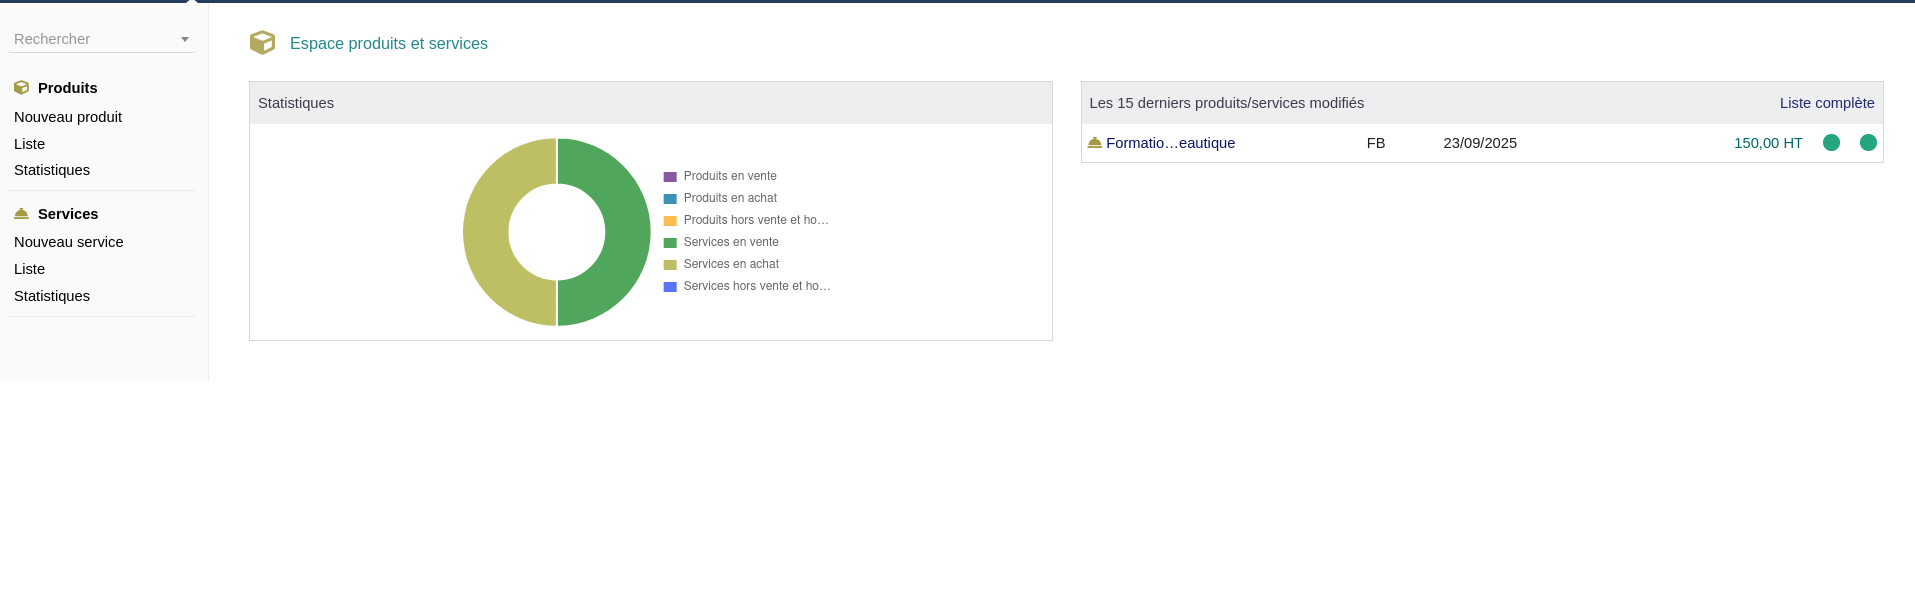 Rechercher
Espace produits et services
Produits
Nouveau produit
Liste
Statistiques
Services
Nouveau service
Liste
Statistiques
Statistiques
Produits en vente
Produits en achat
Produits hors vente et ho…
Services en vente
Services en achat
Services hors vente et ho…
Les 15 derniers produits/services modifiés Liste complète
Formatio…eautique FB 23/09/2025 150,00 HT